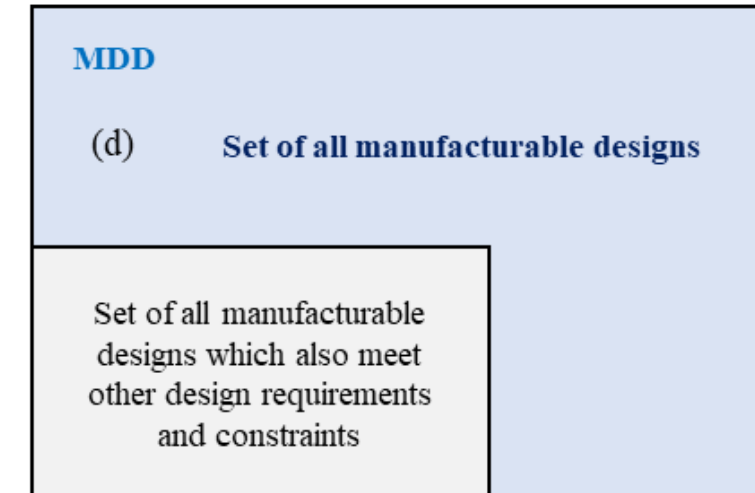 MDD
(d) Set of all manufacturable designs
Set of all manufacturable
designs which also meet
other design requirements
and constraints